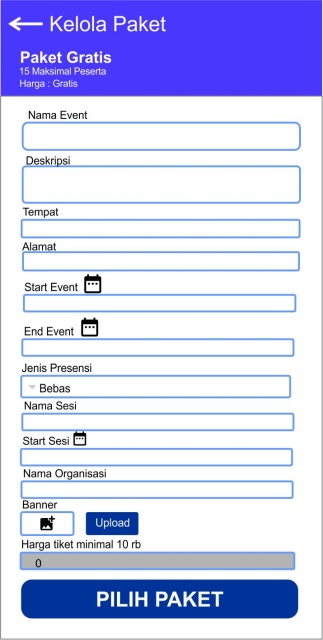 Kelola Paket
Paket Gratis
15 Maksimal Peserta
Harga : Gratis
Nama Event
Deskripsi
Tempat
Alamat
Start Event
End Event
Jenis Presensi
Bebas
Nama Sesi
Start Sesi
Nama Organisasi
Banner
Upload
Harga tiket minimal 10 rb
0
PILIH PAKET